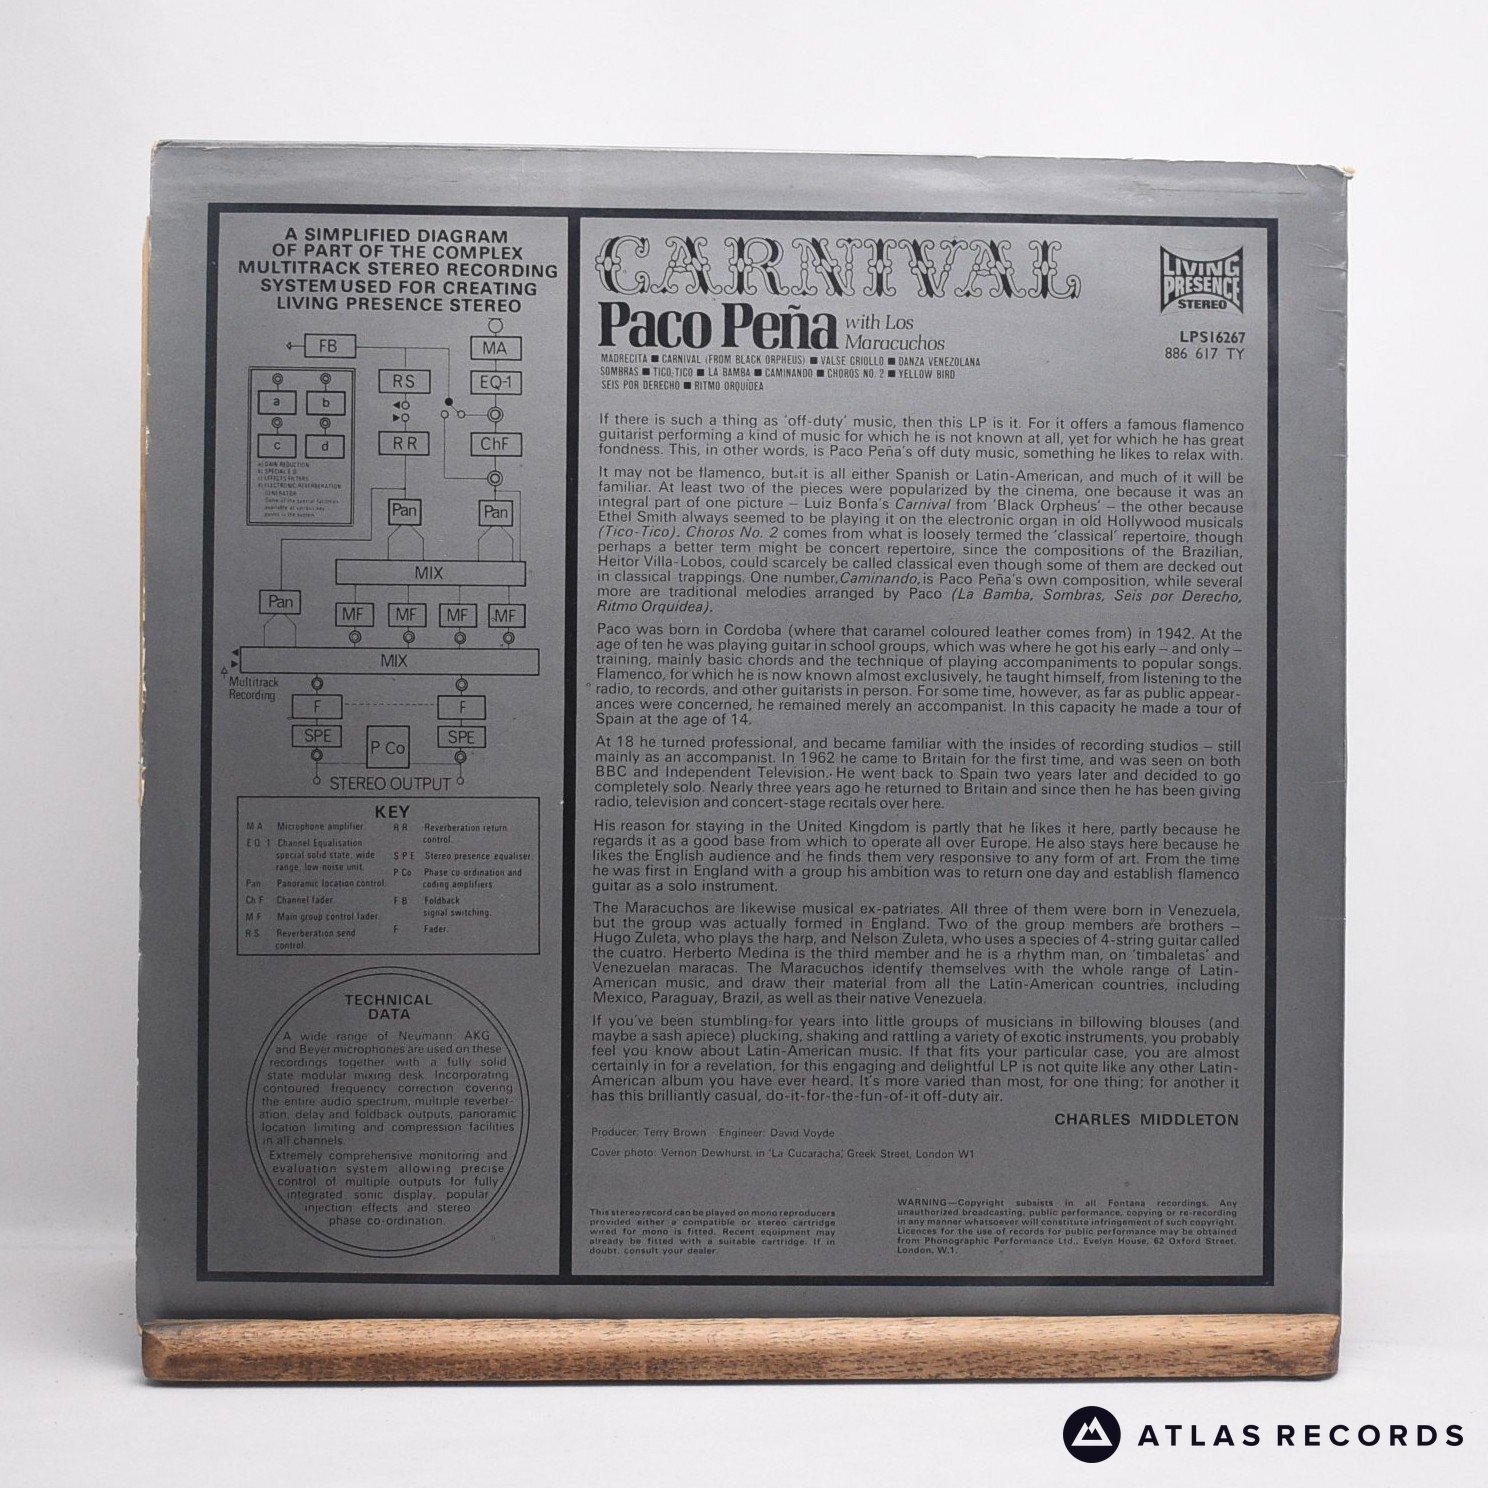 A SIMPLIFIED DIAGRAM
OF PART OF THE COMPLEX
MULTITRACK STEREO RECORDING
SYSTEM USED FOR CREATING
LIVING PRESENCE STEREO
FB
MA
RS
EQ-1
a
b
c
d
RR
ChF
a) GAIN REDUCTION
b) SPECIAL E.Q.
c) EFFECTS FILTERS
d) ELECTRONIC REVERBERATION
GENERATOR
Some of the special facilities
available at various key
points in the system
Pan
Pan
MIX
Pan
MF
MF
MF
MF
MIX
Multitrack
Recording
F
F
SPE
P Co
SPE
STEREO OUTPUT
KEY
M A Microphone amplifier.
E Q 1 Channel Equalisation
special solid state, wide
range, low noise unit.
Pan Panoramic location control.
Ch F Channel fader.
M F Main group control fader.
R S Reverberation send
control.
R R Reverberation return
control.
S P E Stereo presence equaliser.
P Co Phase co ordination and
coding amplifiers
F B Foldback
signal switching.
F Fader.
TECHNICAL
DATA
A wide range of Neumann AKG
and Beyer microphones are used on these
recordings together with a fully solid
state modular mixing desk. Incorporating
contoured frequency correction covering
the entire audio spectrum, multiple reverber-
ation, delay and foldback outputs, panoramic
location limiting and compression facilities
in all channels.
Extremely comprehensive monitoring and
evaluation system allowing precise
control of multiple outputs for fully
integrated sonic display, popular
injection effects and stereo
phase co-ordination.
CARNIVAL
Paco Peña with Los
Maracuchos
LIVING
PRESENCE
STEREO
LPS16267
886 617 TY
MADRECITA ■ CARNIVAL (FROM BLACK ORPHEUS) ■ VALSE CRIOLLO ■ DANZA VENEZOLANA
SOMBRAS ■ TICO, TICO ■ LA BAMBA ■ CAMINANDO ■ CHOROS NO. 2 ■ YELLOW BIRD
SEIS POR DERECHO ■ RITMO ORQUÍDEA
If there is such a thing as 'off-duty' music, then this LP is it. For it offers a famous flamenco
guitarist performing a kind of music for which he is not known at all, yet for which he has great
fondness. This, in other words, is Paco Peña's off duty music, something he likes to relax with.
It may not be flamenco, but it is all either Spanish or Latin-American, and much of it will be
familiar. At least two of the pieces were popularized by the cinema, one because it was an
integral part of one picture – Luiz Bonfa's Carnival from 'Black Orpheus' – the other because
Ethel Smith always seemed to be playing it on the electronic organ in old Hollywood musicals
(Tico-Tico). Choros No. 2 comes from what is loosely termed the 'classical' repertoire, though
perhaps a better term might be concert repertoire, since the compositions of the Brazilian,
Heitor Villa-Lobos, could scarcely be called classical even though some of them are decked out
in classical trappings. One number, Caminando, is Paco Peña's own composition, while several
more are traditional melodies arranged by Paco (La Bamba, Sombras, Seis por Derecho,
Ritmo Orquidea).
Paco was born in Cordoba (where that caramel coloured leather comes from) in 1942. At the
age of ten he was playing guitar in school groups, which was where he got his early – and only –
training, mainly basic chords and the technique of playing accompaniments to popular songs.
Flamenco, for which he is now known almost exclusively, he taught himself, from listening to the
radio, to records, and other guitarists in person. For some time, however, as far as public appear-
ances were concerned, he remained merely an accompanist. In this capacity he made a tour of
Spain at the age of 14.
At 18 he turned professional, and became familiar with the insides of recording studios – still
mainly as an accompanist. In 1962 he came to Britain for the first time, and was seen on both
BBC and Independent Television. He went back to Spain two years later and decided to go
completely solo. Nearly three years ago he returned to Britain and since then he has been giving
radio, television and concert-stage recitals over here.
His reason for staying in the United Kingdom is partly that he likes it here, partly because he
regards it as a good base from which to operate all over Europe. He also stays here because he
likes the English audience and he finds them very responsive to any form of art. From the time
he was first in England with a group his ambition was to return one day and establish flamenco
guitar as a solo instrument.
The Maracuchos are likewise musical ex-patriates. All three of them were born in Venezuela,
but the group was actually formed in England. Two of the group members are brothers –
Hugo Zuleta, who plays the harp, and Nelson Zuleta, who uses a species of 4-string guitar called
the cuatro. Herberto Medina is the third member and he is a rhythm man, on 'timbaletas' and
Venezuelan maracas. The Maracuchos identify themselves with the whole range of Latin-
American music, and draw their material from all the Latin-American countries, including
Mexico, Paraguay, Brazil, as well as their native Venezuela.
If you've been stumbling for years into little groups of musicians in billowing blouses (and
maybe a sash apiece) plucking, shaking and rattling a variety of exotic instruments, you probably
feel you know about Latin-American music. If that fits your particular case, you are almost
certainly in for a revelation, for this engaging and delightful LP is not quite like any other Latin-
American album you have ever heard. It's more varied than most, for one thing; for another it
has this brilliantly casual, do-it-for-the-fun-of-it off-duty air.
CHARLES MIDDLETON
Producer: Terry Brown Engineer: David Voyde
Cover photo: Vernon Dewhurst, in 'La Cucaracha,' Greek Street, London W1
This stereo record can be played on mono reproducers
provided either a compatible or stereo cartridge
wired for mono is fitted. Recent equipment may
already be fitted with a suitable cartridge. If in
doubt, consult your dealer.
WARNING—Copyright subsists in all Fontana recordings. Any
unauthorized broadcasting, public performance, copying or re-recording
in any manner whatsoever will constitute infringement of such copyright.
Licences for the use of records for public performance may be obtained
from Phonographic Performance Ltd., Evelyn House, 62 Oxford Street,
London, W.1.
ATLAS RECORDS